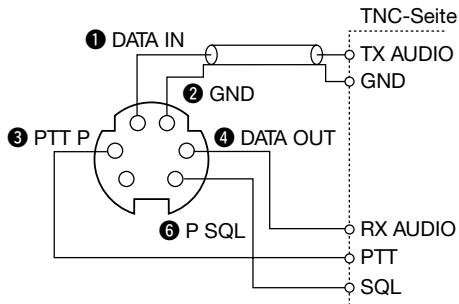 TNC-Seite
❶ DATA IN
TX AUDIO
GND
❷ GND
❸ PTT P
❹ DATA OUT
❻ P SQL
RX AUDIO
PTT
SQL